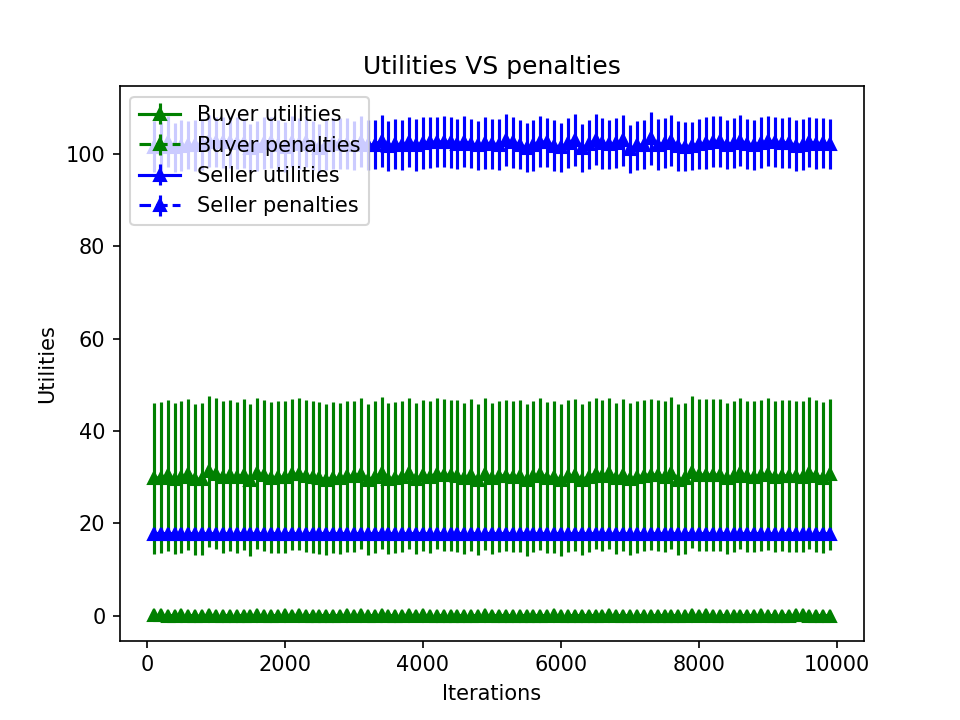 Utilities VS penalties
Buyer utilities
Buyer penalties
Seller utilities
Seller penalties
100
80
60
40
20
0
Utilities
0 2000 4000 6000 8000 10000
Iterations